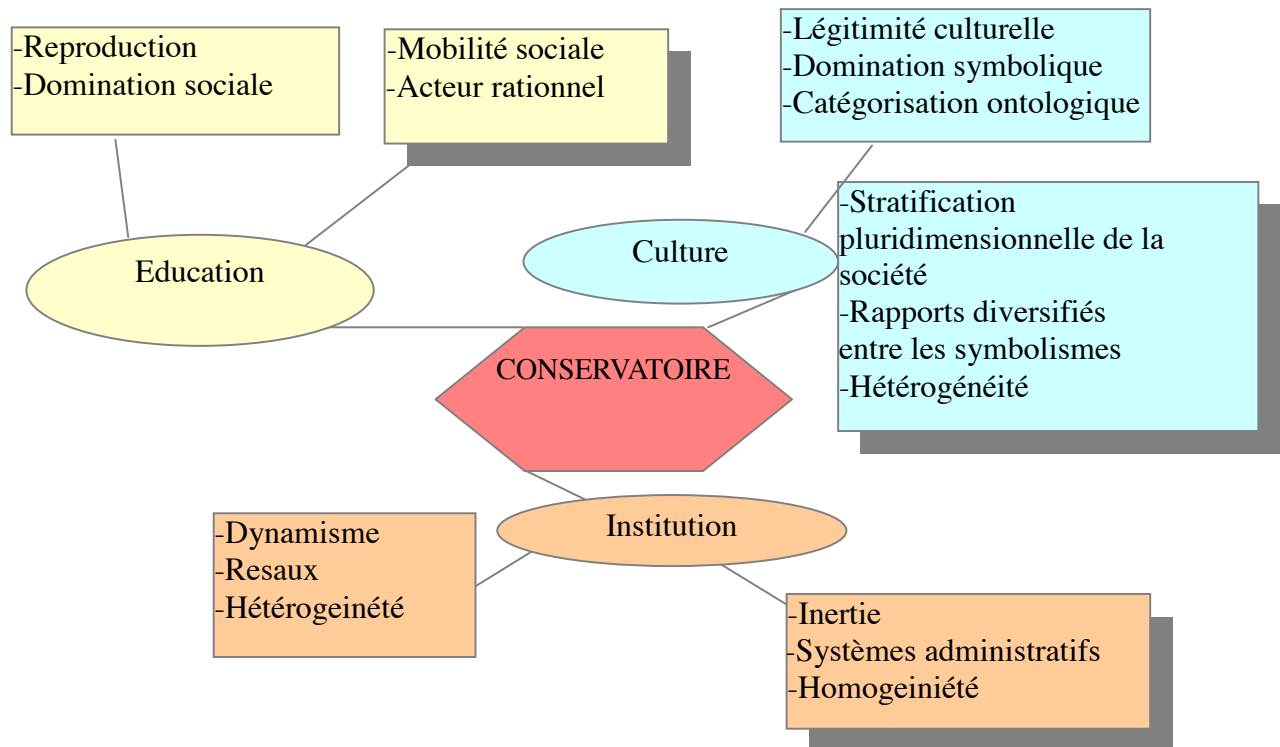 -Reproduction
-Domination sociale
-Mobilité sociale
-Acteur rationnel
-Légitimité culturelle
-Domination symbolique
-Catégorisation ontologique
Education
Culture
-Stratification
pluridimensionnelle de la
société
-Rapports diversifiés
entre les symbolismes
-Hétérogénéité
CONSERVATOIRE
Institution
-Dynamisme
-Resaux
-Hétérogeinété
-Inertie
-Systèmes administratifs
-Homogeiniété